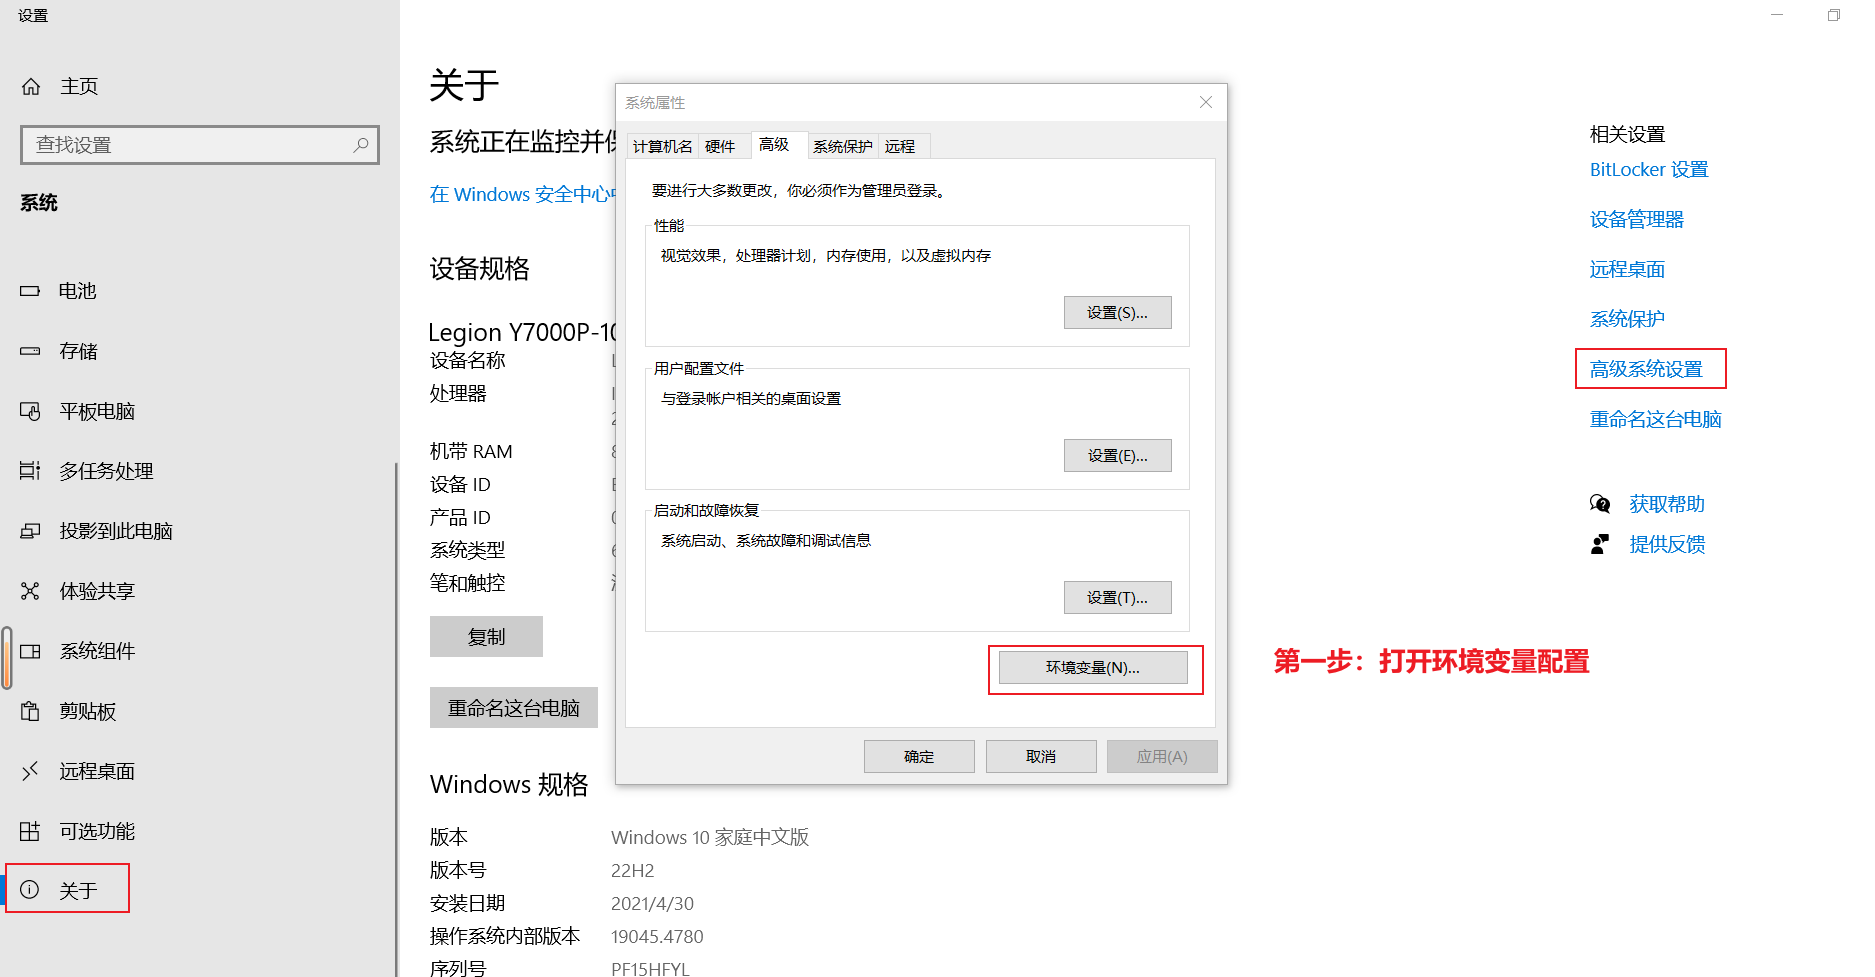 设置
主页
查找设置
系统
电池
存储
平板电脑
多任务处理
投影到此电脑
体验共享
系统组件
剪贴板
远程桌面
可选功能
关于
关于
系统正在监控并
在 Windows 安全中心
设备规格
Legion Y7000P-10
设备名称
处理器
机带 RAM
设备 ID
产品 ID
系统类型
笔和触控
复制
重命名这台电脑
Windows 规格
版本 Windows 10 家庭中文版
版本号 22H2
安装日期 2021/4/30
操作系统内部版本 19045.4780
序列号 PF15HFYL
系统属性
计算机名 硬件 高级 系统保护 远程
要进行大多数更改，你必须作为管理员登录。
性能
视觉效果，处理器计划，内存使用，以及虚拟内存
设置(S)...
用户配置文件
与登录帐户相关的桌面设置
设置(E)...
启动和故障恢复
系统启动、系统故障和调试信息
设置(T)...
环境变量(N)...
确定 取消 应用(A)
第一步：打开环境变量配置
相关设置
BitLocker 设置
设备管理器
远程桌面
系统保护
高级系统设置
重命名这台电脑
获取帮助
提供反馈